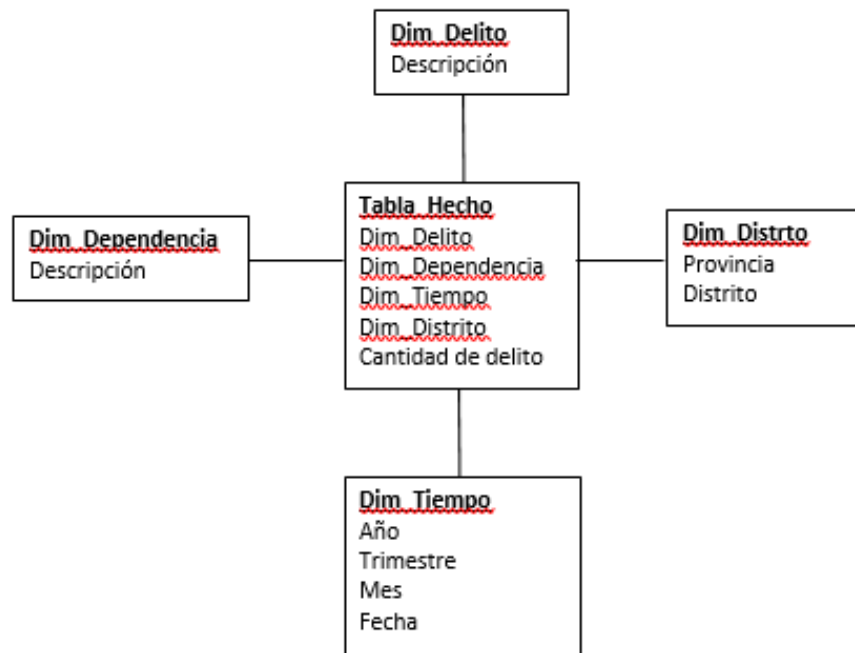 Dim_Delito
Descripción
Dim_Dependencia
Descripción
Tabla_Hecho
Dim_Delito
Dim_Dependencia
Dim_Tiempo
Dim_Distrito
Cantidad de delito
Dim_Distrto
Provincia
Distrito
Dim_Tiempo
Año
Trimestre
Mes
Fecha